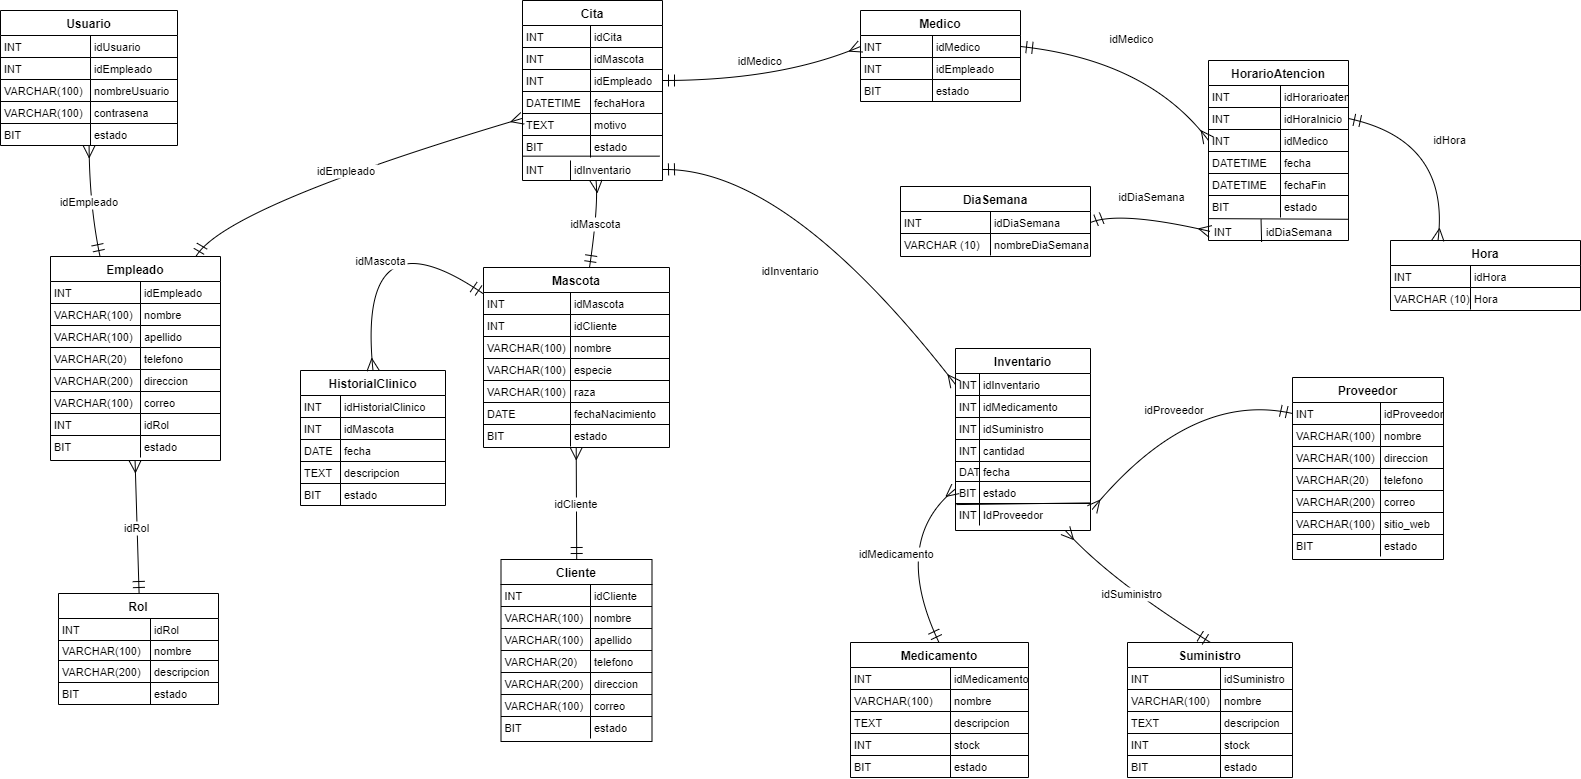 Usuario
INT idUsuario
INT idEmpleado
VARCHAR(100) nombreUsuario
VARCHAR(100) contrasena
BIT estado
idEmpleado
Empleado
INT idEmpleado
VARCHAR(100) nombre
VARCHAR(100) apellido
VARCHAR(20) telefono
VARCHAR(200) direccion
VARCHAR(100) correo
INT idRol
BIT estado
idRol
Rol
INT idRol
VARCHAR(100) nombre
VARCHAR(200) descripcion
BIT estado
idEmpleado
Cita
INT idCita
INT idMascota
INT idEmpleado
DATETIME fechaHora
TEXT motivo
BIT estado
INT idInventario
idMascota
idMascota
Mascota
INT idMascota
INT idCliente
VARCHAR(100) nombre
VARCHAR(100) especie
VARCHAR(100) raza
DATE fechaNacimiento
BIT estado
HistorialClinico
INT idHistorialClinico
INT idMascota
DATE fecha
TEXT descripcion
BIT estado
idCliente
Cliente
INT idCliente
VARCHAR(100) nombre
VARCHAR(100) apellido
VARCHAR(20) telefono
VARCHAR(200) direccion
VARCHAR(100) correo
BIT estado
idMedico
Medico
INT idMedico
INT idEmpleado
BIT estado
idMedico
HorarioAtencion
INT idHorarioaten
INT idHoraInicio
INT idMedico
DATETIME fecha
DATETIME fechaFin
BIT estado
INT idDiaSemana
idHora
DiaSemana
INT idDiaSemana
VARCHAR (10) nombreDiaSemana
idDiaSemana
Hora
INT idHora
VARCHAR (10) Hora
idInventario
Inventario
INT idInventario
INT idMedicamento
INT idSuministro
INT cantidad
DAT fecha
BIT estado
INT IdProveedor
idProveedor
Proveedor
INT idProveedor
VARCHAR(100) nombre
VARCHAR(100) direccion
VARCHAR(20) telefono
VARCHAR(200) correo
VARCHAR(100) sitio_web
BIT estado
idMedicamento
idSuministro
Medicamento
INT idMedicamento
VARCHAR(100) nombre
TEXT descripcion
INT stock
BIT estado
Suministro
INT idSuministro
VARCHAR(100) nombre
TEXT descripcion
INT stock
BIT estado